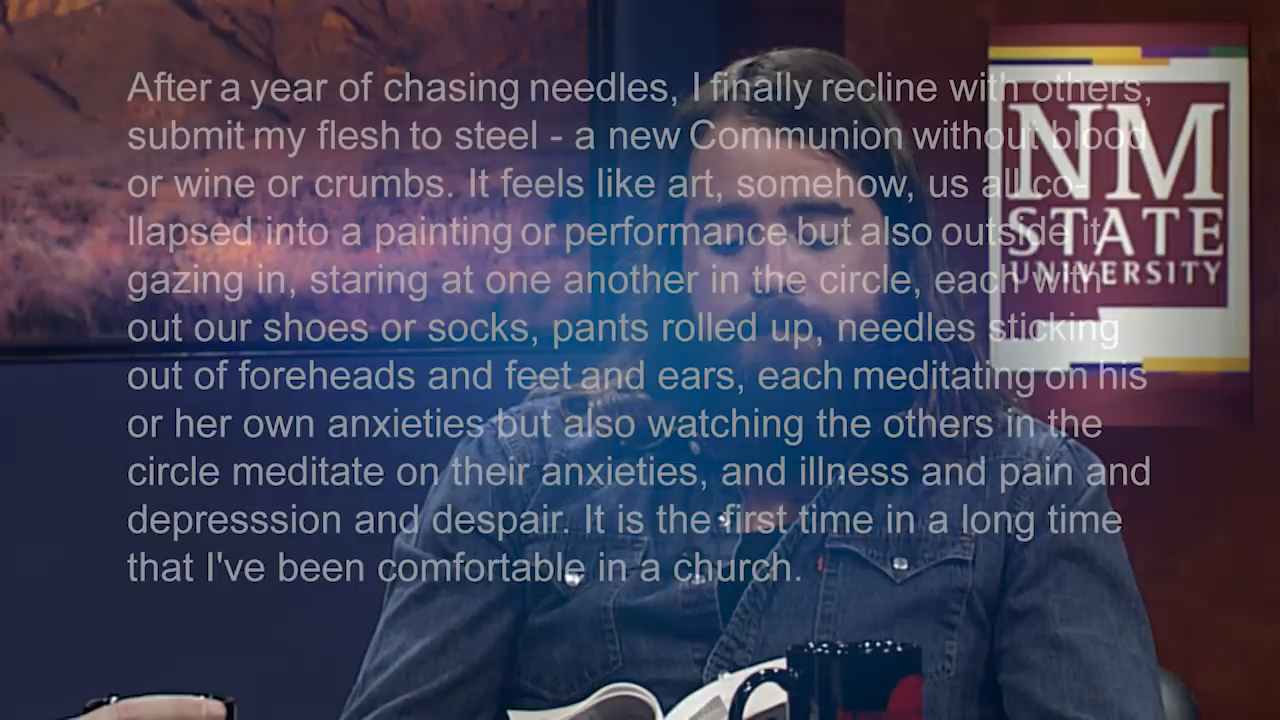 After a year of chasing needles, I finally recline with others,
submit my flesh to steel - a new Communion without blood
or wine or crumbs. It feels like art, somehow, us all co-
llapsed into a painting or performance but also outside it,
gazing in, staring at one another in the circle, each with
out our shoes or socks, pants rolled up, needles sticking
out of foreheads and feet and ears, each meditating on his
or her own anxieties but also watching the others in the
circle meditate on their anxieties, and illness and pain and
depresssion and despair. It is the first time in a long time
that I've been comfortable in a church.
NM
STATE
UNIVERSITY